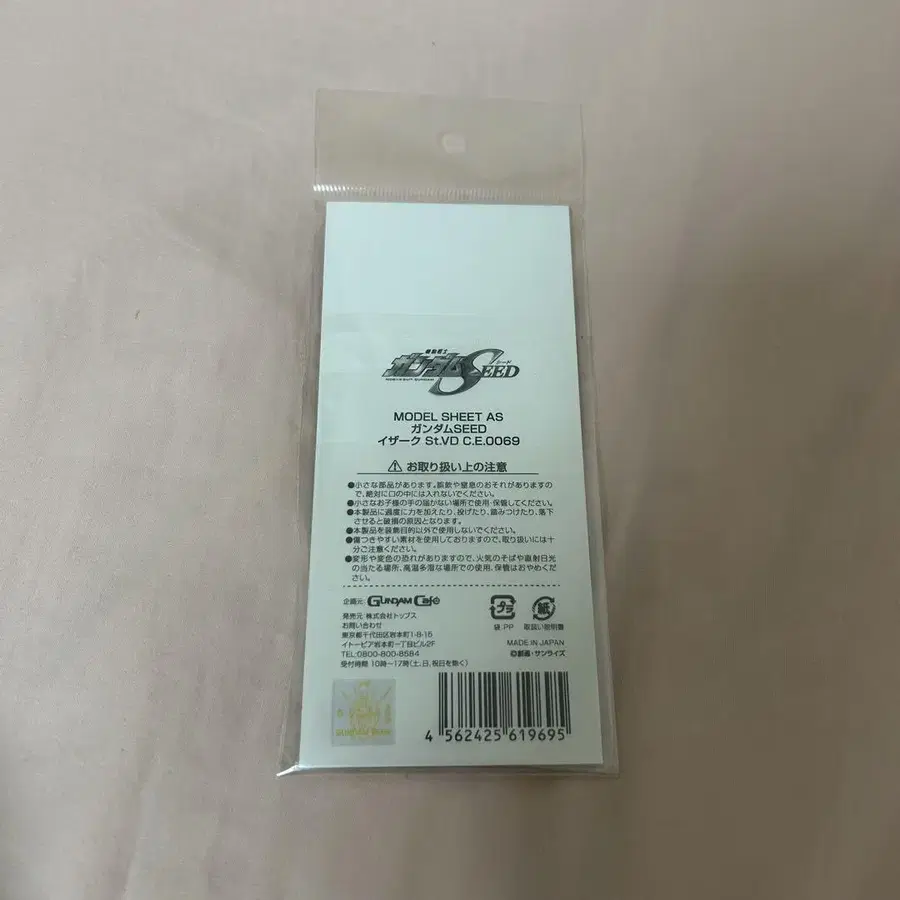 機動戦士
ガンダムSEED
シード
MOBILE SUIT GUNDAM
MODEL SHEET AS
ガンダムSEED
イザーク St.VD C.E.0069
お取り扱い上の注意
●小さな部品があります。誤飲や窒息のおそれがありますの
で、絶対に口の中には入れないでください。
●小さなお子様の手の届かない場所で使用・保管してください。
●本製品に過度に力を加えたり、投げたり、踏みつけたり、落下
させると破損の原因となります。
●本製品を装飾目的以外で使用しないでください。
●傷つきやすい素材を使用しておりますので、取り扱いには十
分ご注意ください。
●変形や変色の恐れがありますので、火気のそばや直射日光
の当たる場所、高温多湿な場所での使用・保管はおやめくだ
さい。
企画元: GUNDAM Café
発売元: 株式会社トップス
お問い合わせ
東京都千代田区岩本町1-8-15
イトーピア岩本町一丁目ビル2F
TEL:0800-800-8584
受付時間 10時~17時(土、日、祝日を除く)
プラ
袋:PP
紙
取扱い説明書
MADE IN JAPAN
©創通・サンライズ
4 562425 619695